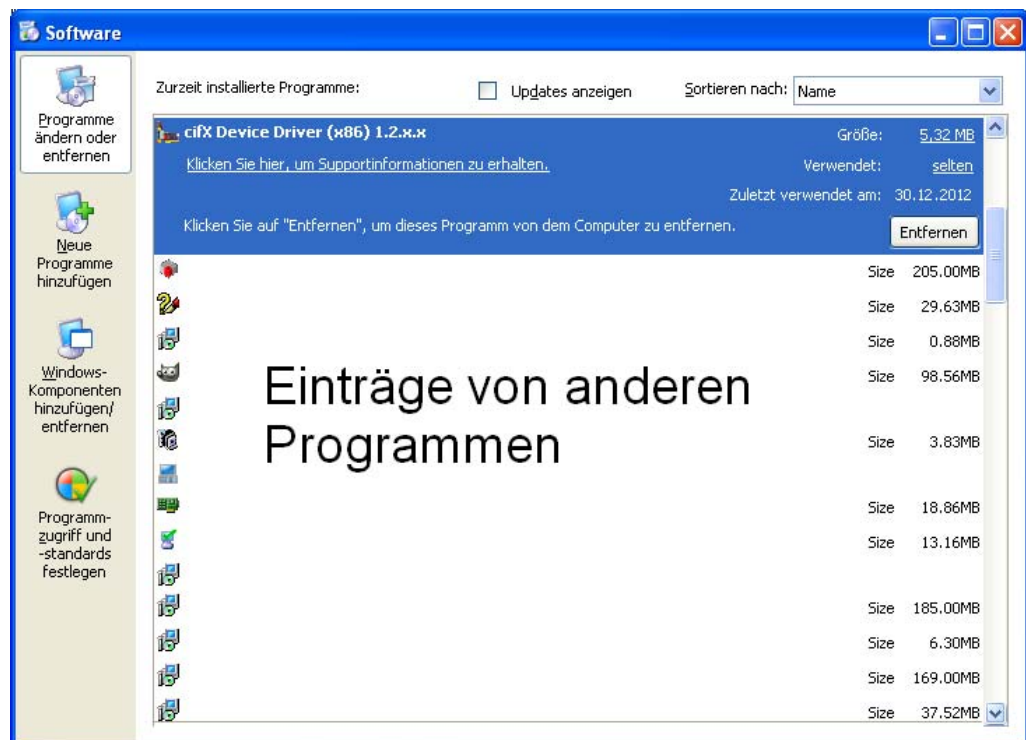 Software
Programme
ändern oder
entfernen
Neue
Programme
hinzufügen
Windows-
Komponenten
hinzufügen/
entfernen
Programm-
zugriff und
-standards
festlegen
Zurzeit installierte Programme: Updates anzeigen Sortieren nach: Name
cifX Device Driver (x86) 1.2.x.x Größe: 5,32 MB
Klicken Sie hier, um Supportinformationen zu erhalten. Verwendet: selten
Zuletzt verwendet am: 30.12.2012
Klicken Sie auf "Entfernen", um dieses Programm von dem Computer zu entfernen. Entfernen
Size 205.00MB
Size 29.63MB
Size 0.88MB
Size 98.56MB
Einträge von anderen
Programmen
Size 3.83MB
Size 18.86MB
Size 13.16MB
Size 185.00MB
Size 6.30MB
Size 169.00MB
Size 37.52MB